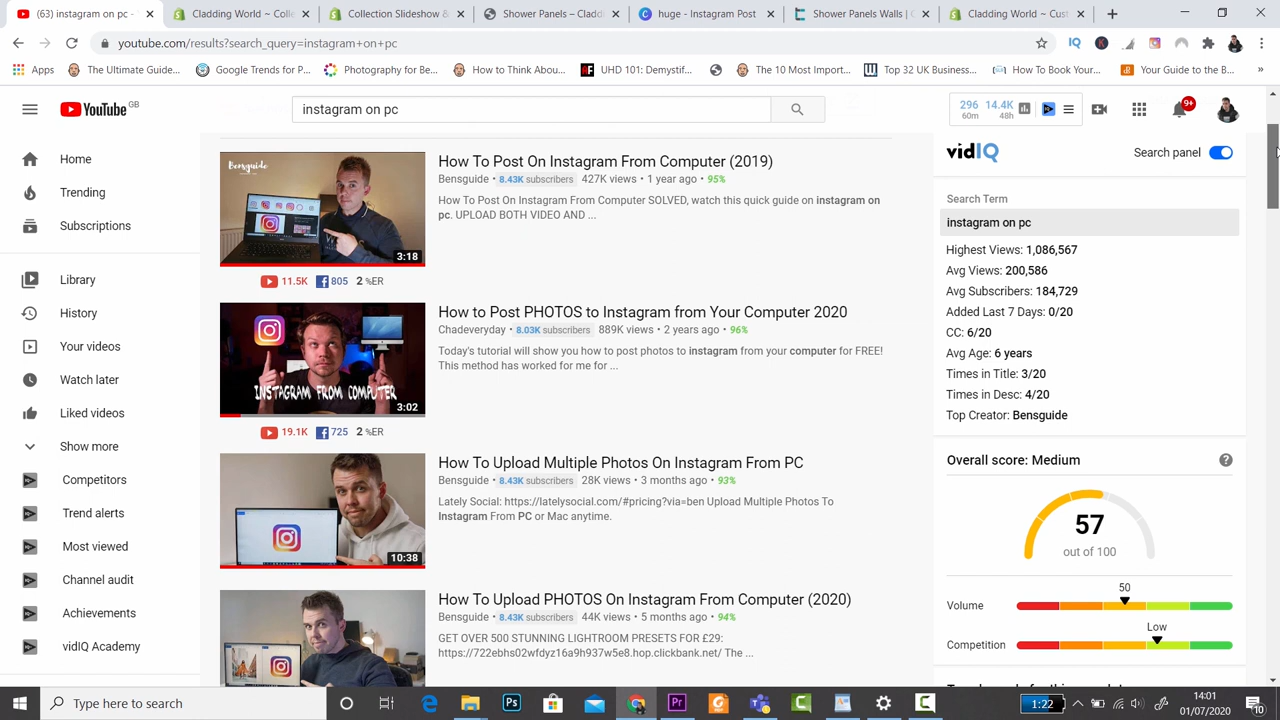 (63) instagram on pc -
Cladding World ~ Colle
Collection Slideshow &
Shower Panels - Claddi
huge - Instagram Post
Shower Panels Walls | C
Cladding World ~ Cust
youtube.com/results?search_query=instagram+on+pc
Apps
The Ultimate Guide...
Google Trends for P...
Photography for Be...
How to Think Abou...
UHD 101: Demystif...
The 10 Most Import...
Top 32 UK Business...
How To Book Your...
Your Guide to the B...
YouTube GB
instagram on pc
296 14.4K
60m 48h
9+
Home
Trending
Subscriptions
Library
History
Your videos
Watch later
Liked videos
Show more
Competitors
Trend alerts
Most viewed
Channel audit
Achievements
vidIQ Academy
Bensguide
3:18
How To Post On Instagram From Computer (2019)
Bensguide • 8.43K subscribers 427K views • 1 year ago • 95%
How To Post On Instagram From Computer SOLVED, watch this quick guide on instagram on
pc. UPLOAD BOTH VIDEO AND ...
11.5K 805 2 %ER
INSTAGRAM FROM COMPUTER
3:02
How to Post PHOTOS to Instagram from Your Computer 2020
Chadeveryday • 8.03K subscribers 889K views • 2 years ago • 96%
Today's tutorial will show you how to post photos to instagram from your computer for FREE!
This method has worked for me for ...
19.1K 725 2 %ER
10:38
How To Upload Multiple Photos On Instagram From PC
Bensguide • 8.43K subscribers 28K views • 3 months ago • 93%
Lately Social: https://latelysocial.com/#pricing?via=ben Upload Multiple Photos To
Instagram From PC or Mac anytime.
How To Upload PHOTOS On Instagram From Computer (2020)
Bensguide • 8.43K subscribers 44K views • 5 months ago • 94%
GET OVER 500 STUNNING LIGHTROOM PRESETS FOR £29:
https://722ebhs02wfdyz16a9h937w5e8.hop.clickbank.net/ The ...
vidIQ
Search panel
Search Term
instagram on pc
Highest Views: 1,086,567
Avg Views: 200,586
Avg Subscribers: 184,729
Added Last 7 Days: 0/20
CC: 6/20
Avg Age: 6 years
Times in Title: 3/20
Times in Desc: 4/20
Top Creator: Bensguide
Overall score: Medium
57
out of 100
50
Volume
Low
Competition
Type here to search
1:22
14:01
01/07/2020
10